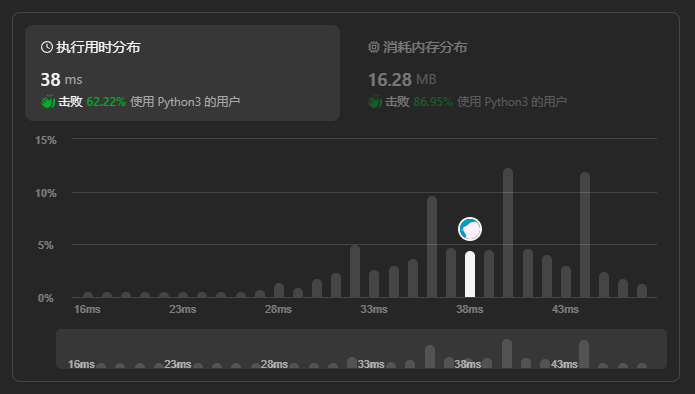 执行用时分布
38 ms
击败 62.22% 使用 Python3 的用户
消耗内存分布
16.28 MB
击败 86.95% 使用 Python3 的用户
15%
10%
5%
0%
16ms 23ms 28ms 33ms 38ms 43ms
16ms 23ms 28ms 33ms 38ms 43ms